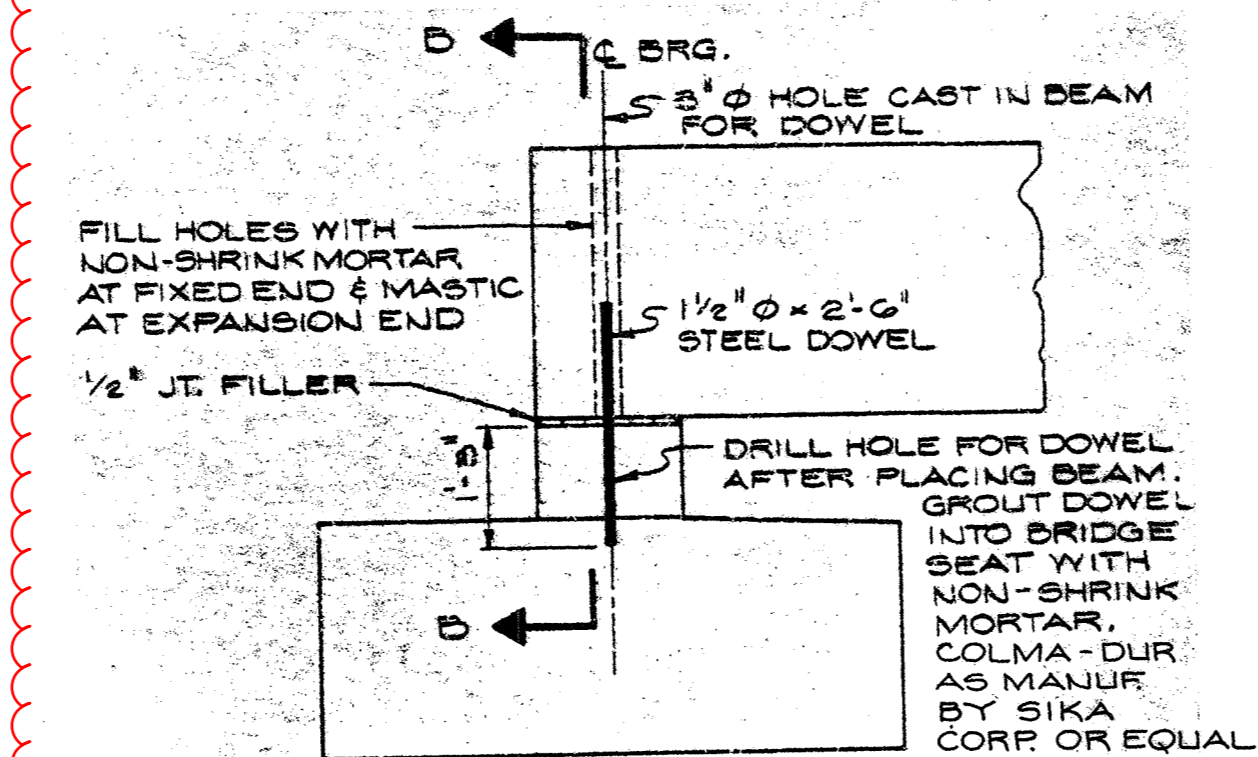 B
℄ BRG.
3" Ø HOLE CAST IN BEAM
FOR DOWEL
FILL HOLES WITH
NON-SHRINK MORTAR
AT FIXED END & MASTIC
AT EXPANSION END
1 1/2" Ø x 2'-6"
STEEL DOWEL
1/2" JT. FILLER
DRILL HOLE FOR DOWEL
AFTER PLACING BEAM.
GROUT DOWEL
INTO BRIDGE
SEAT WITH
NON-SHRINK
MORTAR.
COLMA-DUR
AS MANUF.
BY SIKA
CORP. OR EQUAL
B